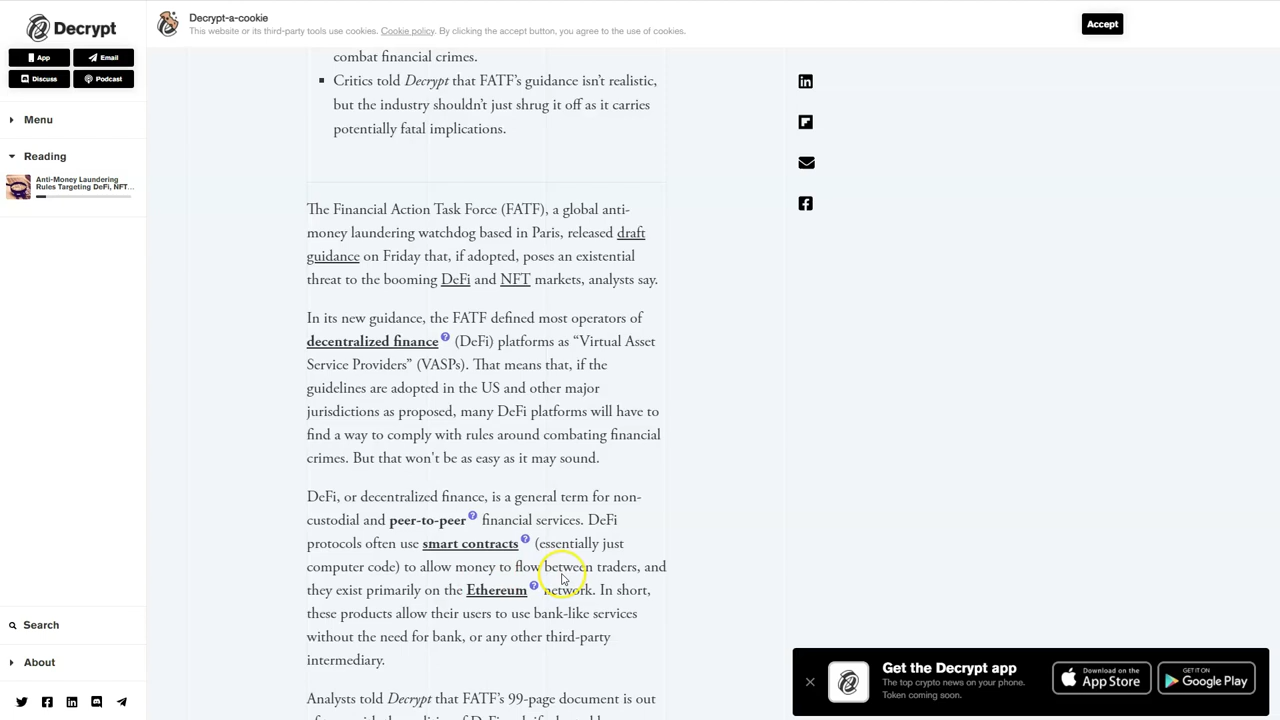 Decrypt
App
Email
Discuss
Podcast
Menu
Reading
Anti-Money Laundering
Rules Targeting DeFi, NFT...
Search
About
Decrypt-a-cookie
This website or its third-party tools use cookies. Cookie policy. By clicking the accept button, you agree to the use of cookies.
Accept
combat financial crimes.
Critics told Decrypt that FATF's guidance isn't realistic,
but the industry shouldn't just shrug it off as it carries
potentially fatal implications.
The Financial Action Task Force (FATF), a global anti-
money laundering watchdog based in Paris, released draft
guidance on Friday that, if adopted, poses an existential
threat to the booming DeFi and NFT markets, analysts say.
In its new guidance, the FATF defined most operators of
decentralized finance ? (DeFi) platforms as “Virtual Asset
Service Providers” (VASPs). That means that, if the
guidelines are adopted in the US and other major
jurisdictions as proposed, many DeFi platforms will have to
find a way to comply with rules around combating financial
crimes. But that won't be as easy as it may sound.
DeFi, or decentralized finance, is a general term for non-
custodial and peer-to-peer ? financial services. DeFi
protocols often use smart contracts ? (essentially just
computer code) to allow money to flow between traders, and
they exist primarily on the Ethereum ? network. In short,
these products allow their users to use bank-like services
without the need for bank, or any other third-party
intermediary.
Analysts told Decrypt that FATF's 99-page document is out
Get the Decrypt app
The top crypto news on your phone.
Token coming soon.
Download on the
App Store
GET IT ON
Google Play